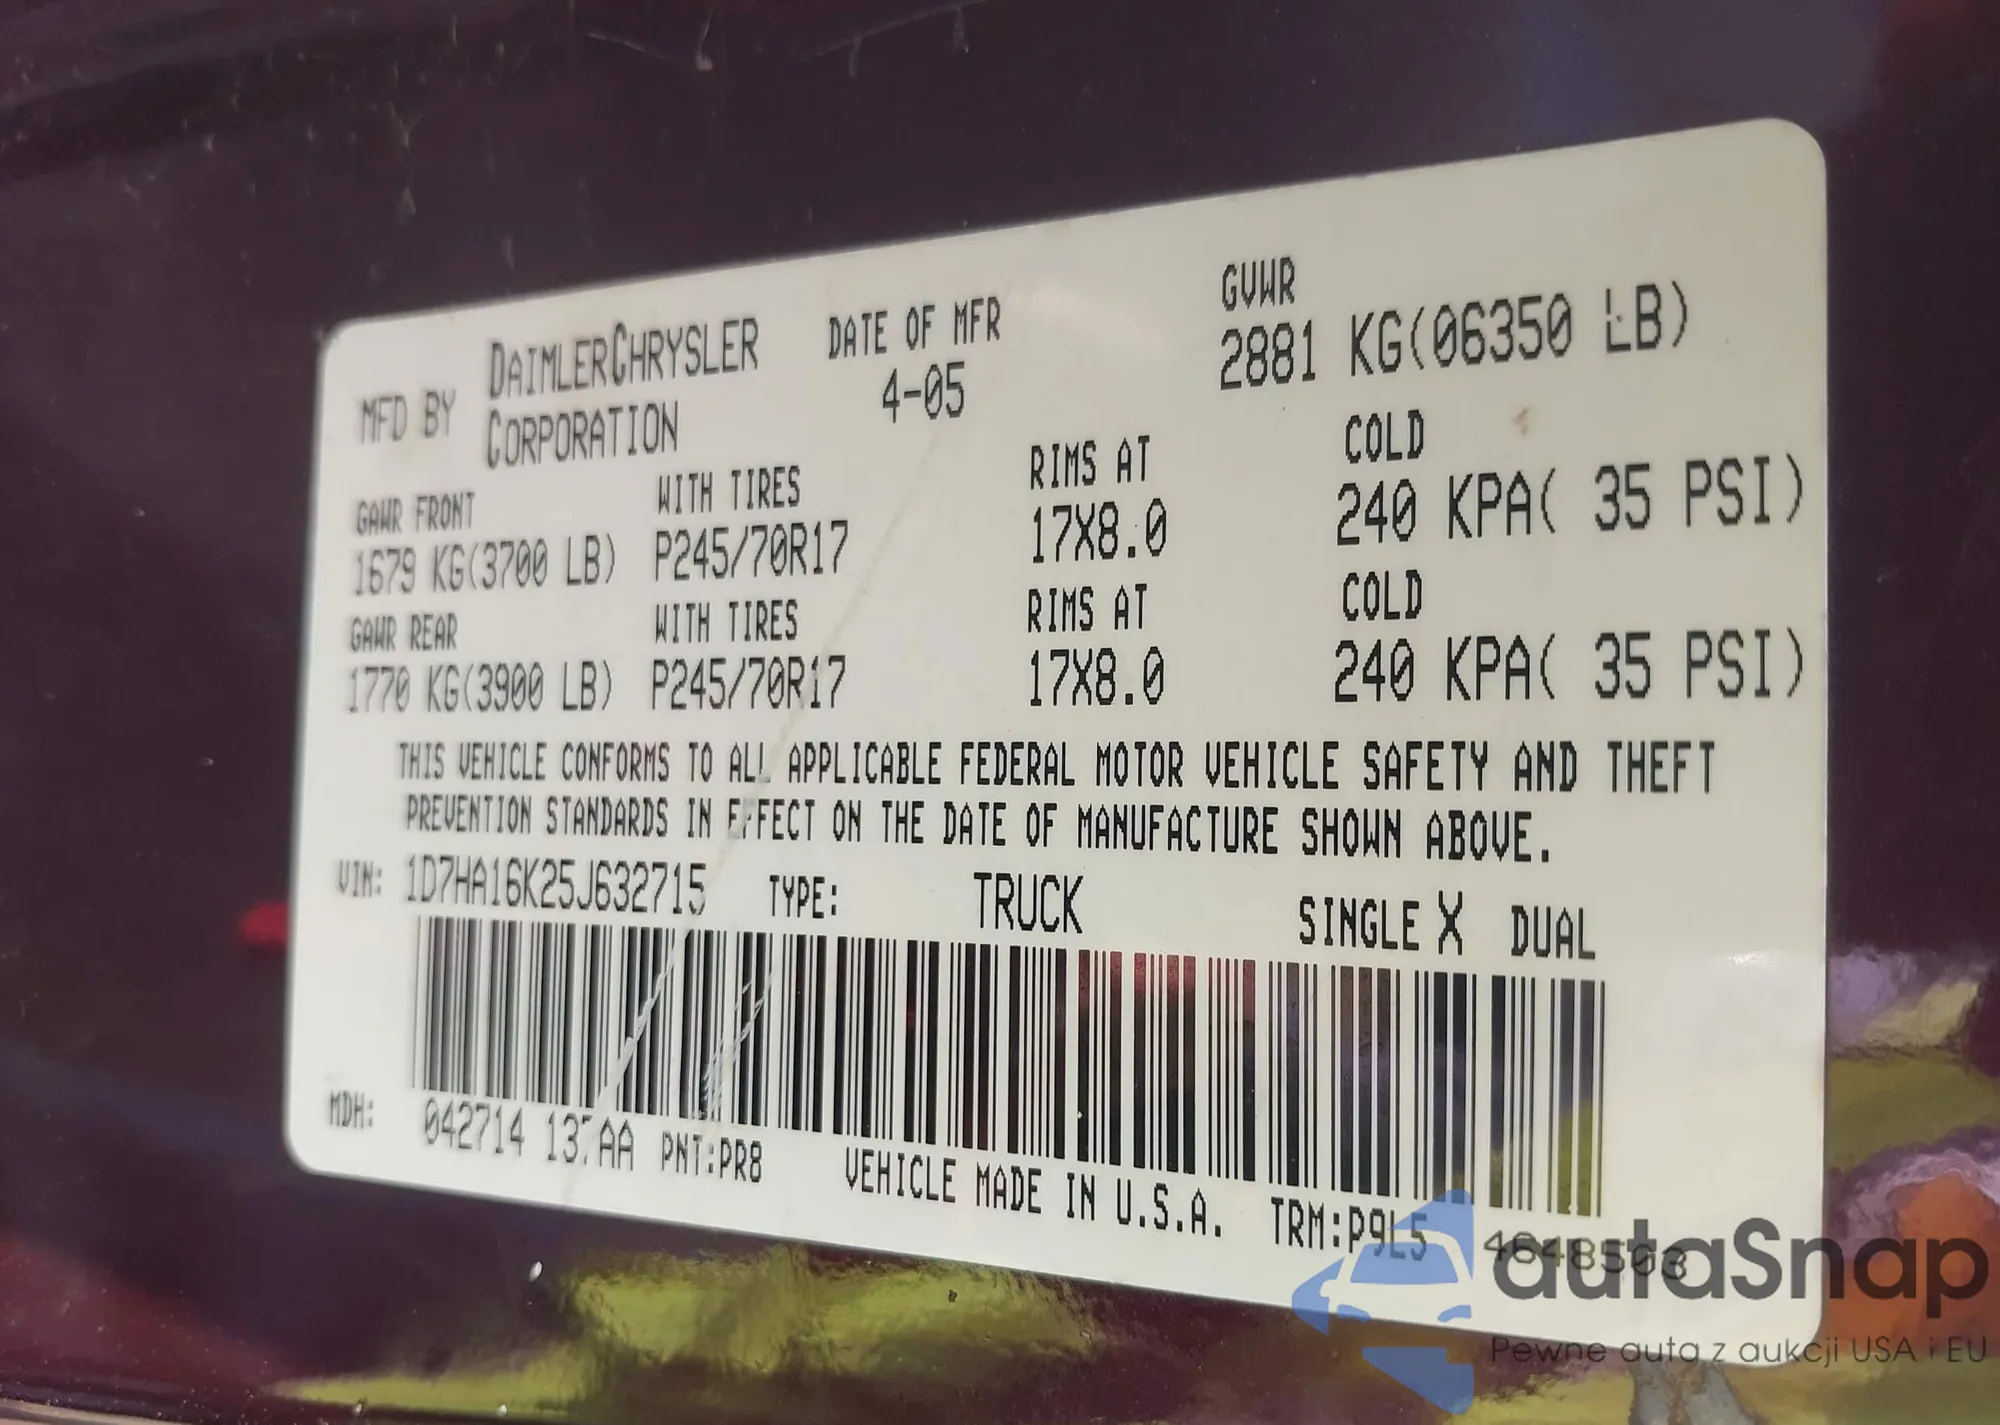 MFD BY DAIMLERCHRYSLER CORPORATION DATE OF MFR 4-05 GVWR 2881 KG(06350 LB)
GAWR FRONT WITH TIRES RIMS AT COLD
1679 KG(3700 LB) P245/70R17 17X8.0 240 KPA( 35 PSI)
GAWR REAR WITH TIRES RIMS AT COLD
1770 KG(3900 LB) P245/70R17 17X8.0 240 KPA( 35 PSI)
THIS VEHICLE CONFORMS TO ALL APPLICABLE FEDERAL MOTOR VEHICLE SAFETY AND THEFT
PREVENTION STANDARDS IN EFFECT ON THE DATE OF MANUFACTURE SHOWN ABOVE.
VIN: 1D7HA16K25J632715 TYPE: TRUCK SINGLE X DUAL
MDH: 042714 PNT:PR8 VEHICLE MADE IN U.S.A. TRM:P9L5 4648503
autaSnap
Pewne auta z aukcji USA i EU